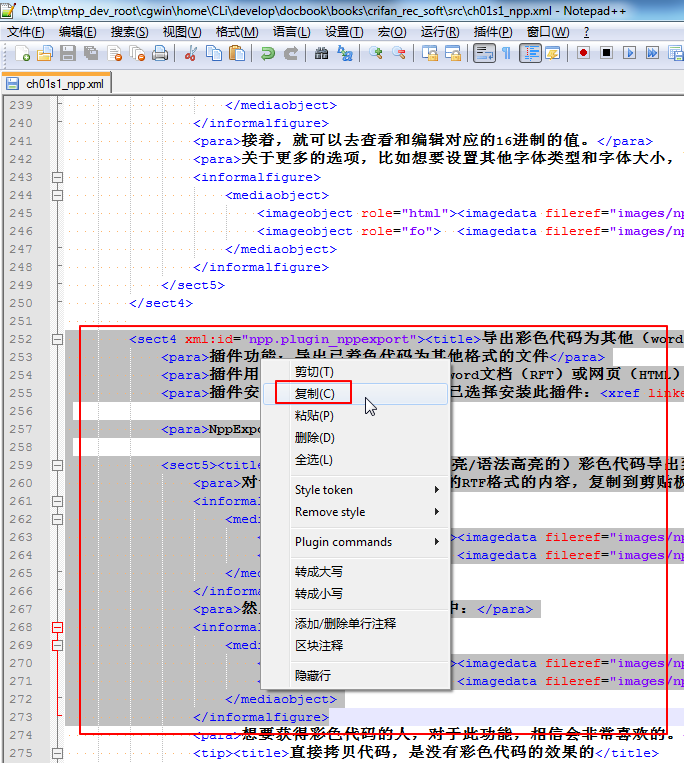 D:\tmp\tmp_dev_root\cgwin\home\CLi\develop\docbook\books\crifan_rec_soft\src\ch01s1_npp.xml - Notepad++
文件(F) 编辑(E) 搜索(S) 视图(V) 格式(M) 语言(L) 设置(T) 宏(O) 运行(R) 插件(P) 窗口(W) ?
ch01s1_npp.xml
239 </mediaobject>
240 </informalfigure>
241 <para>接着，就可以去查看和编辑对应的16进制的值。</para>
242 <para>关于更多的选项，比如想要设置其他字体类型和字体大小，
243 <informalfigure>
244 <mediaobject>
245 <imageobject role="html"><imagedata fileref="images/np
246 <imageobject role="fo"> <imagedata fileref="images/np
247 </mediaobject>
248 </informalfigure>
249 </sect5>
250 </sect4>
251
252 <sect4 xml:id="npp.plugin_nppexport"><title>导出彩色代码为其他（word
253 <para>插件功能：导出已着色代码为其他格式的文件</para>
254 <para>插件用 word文档（RFT）或网页（HTML）
255 <para>插件安 已选择安装此插件：<xref linke
256
257 <para>NppExpo
258
259 <sect5><title 亮/语法高亮的）彩色代码导出到
260 <para>对 的RTF格式的内容，复制到剪贴板
261 <informa
262 <med
263 <imagedata fileref="images/np
264 <imagedata fileref="images/np
265 </me
266 </inform
267 <para>然 中：</para>
268 <informa
269 <med
270 <imagedata fileref="images/np
271 <imagedata fileref="images/np
272 </mediaobject>
273 </informalfigure>
274 <para>想要获得彩色代码的人，对于此功能，相信会非常喜欢的。
275 <tip><title>直接拷贝代码，是没有彩色代码的效果的</title>
剪切(T)
复制(C)
粘贴(P)
删除(D)
全选(L)
Style token
Remove style
Plugin commands
转成大写
转成小写
添加/删除单行注释
区块注释
隐藏行